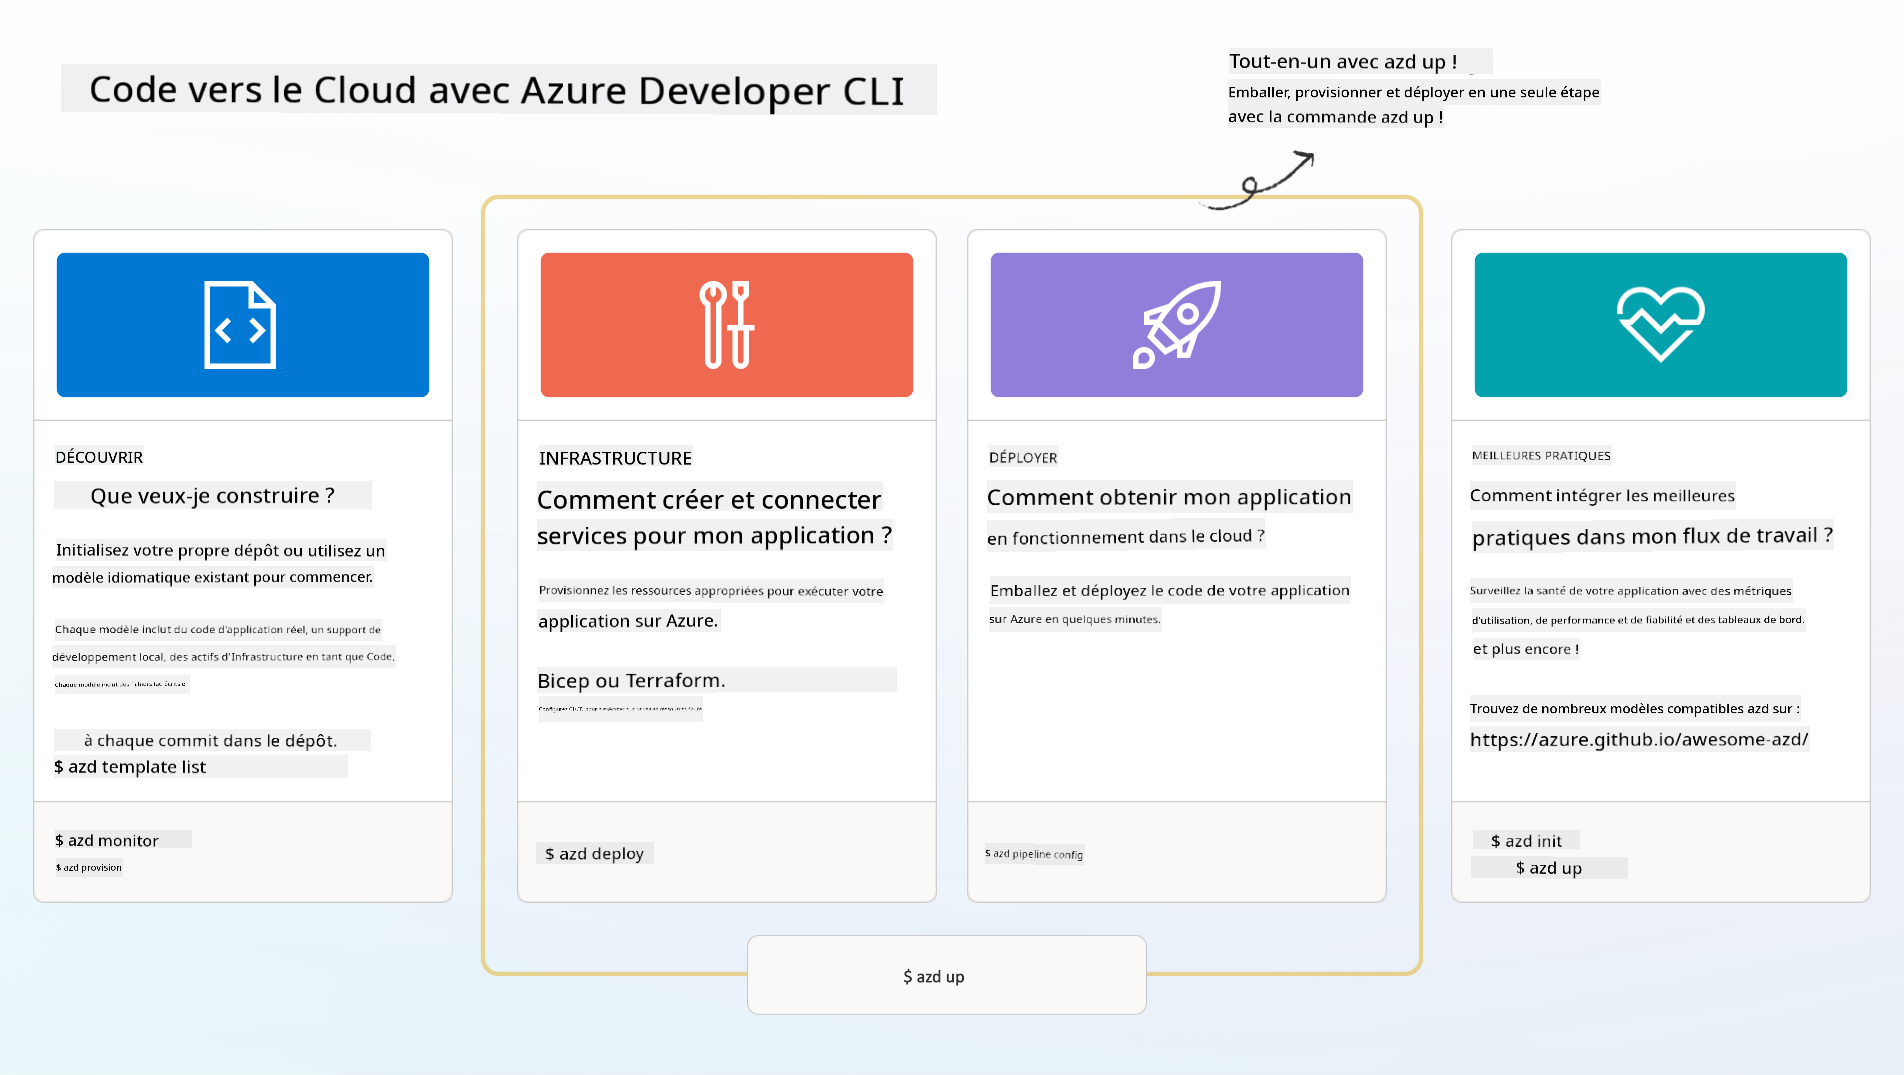 Code vers le Cloud avec Azure Developer CLI
Tout-en-un avec azd up !
Emballer, provisionner et déployer en une seule étape
avec la commande azd up !
DÉCOUVRIR
Que veux-je construire ?
Initialisez votre propre dépôt ou utilisez un
modèle idiomatique existant pour commencer.
Chaque modèle inclut du code d'application réel, un support de
développement local, des actifs d'Infrastructure en tant que Code,
à chaque commit dans le dépôt.
$ azd template list
$ azd monitor
$ azd provision
INFRASTRUCTURE
Comment créer et connecter
services pour mon application ?
Provisionnez les ressources appropriées pour exécuter votre
application sur Azure.
Bicep ou Terraform.
$ azd deploy
DÉPLOYER
Comment obtenir mon application
en fonctionnement dans le cloud ?
Emballez et déployez le code de votre application
sur Azure en quelques minutes.
$ azd pipeline config
MEILLEURES PRATIQUES
Comment intégrer les meilleures
pratiques dans mon flux de travail ?
Surveillez la santé de votre application avec des métriques
d'utilisation, de performance et de fiabilité et des tableaux de bord.
et plus encore !
Trouvez de nombreux modèles compatibles azd sur :
https://azure.github.io/awesome-azd/
$ azd init
$ azd up
$ azd up